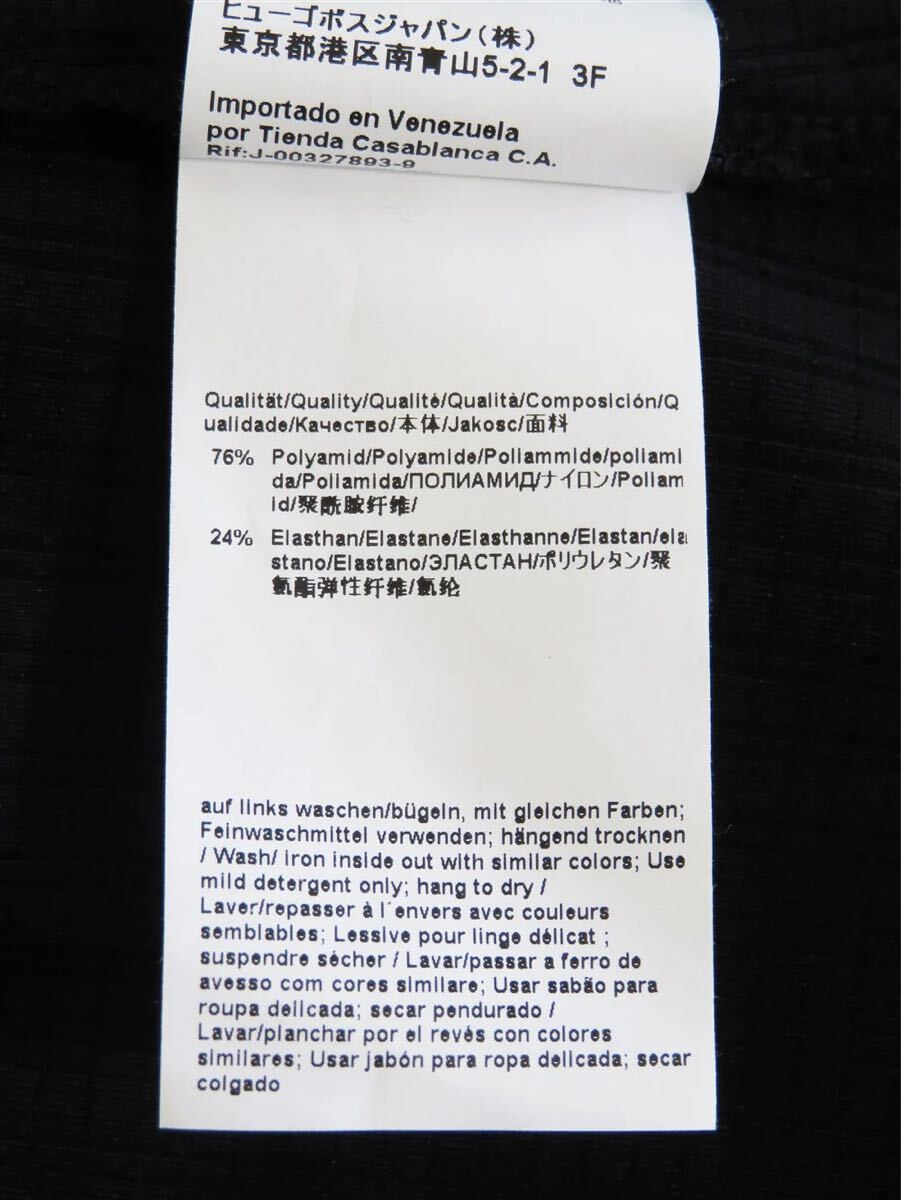 ヒューゴボスジャパン(株)
東京都港区南青山5-2-1 3F
Importado en Venezuela
por Tienda Casablanca C.A.
Rif:J-00327893-9
Qualität/Quality/Qualité/Qualità/Composición/Q
ualidade/Качество/本体/Jakosc/面料
76% Polyamid/Polyamide/Poliammide/poliami
da/Poliamida/ПОЛИАМИД/ナイロン/Poliam
id/聚酰胺纤维/
24% Elasthan/Elastane/Elasthanne/Elastan/ela
stano/Elastano/ЭЛАСТАН/ポリウレタン/聚
氨酯弹性纤维/氨纶
auf links waschen/bügeln, mit gleichen Farben;
Feinwaschmittel verwenden; hängend trocknen
/ Wash/ iron inside out with similar colors; Use
mild detergent only; hang to dry /
Laver/repasser à l´envers avec couleurs
semblables; Lessive pour linge délicat ;
suspendre sécher / Lavar/passar a ferro de
avesso com cores similare; Usar sabão para
roupa delicada; secar pendurado /
Lavar/planchar por el revés con colores
similares; Usar jabón para ropa delicada; secar
colgado